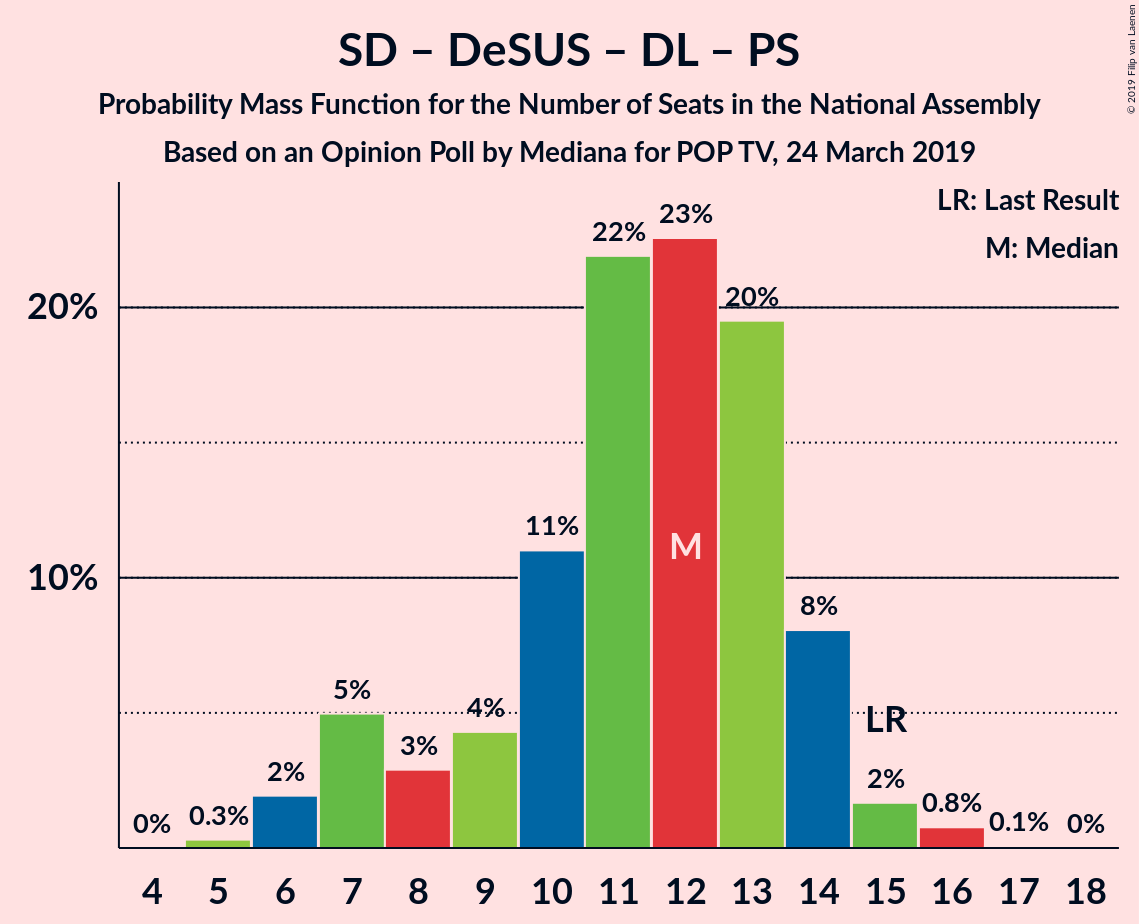 © 2019 Filip van Laenen
SD – DeSUS – DL – PS
Probability Mass Function for the Number of Seats in the National Assembly
Based on an Opinion Poll by Mediana for POP TV, 24 March 2019
LR: Last Result
M: Median
20%
10%
0%
0.3%
2%
5%
3%
4%
11%
22%
23%
20%
8%
2%
0.8%
0.1%
0%
M
LR
4 5 6 7 8 9 10 11 12 13 14 15 16 17 18